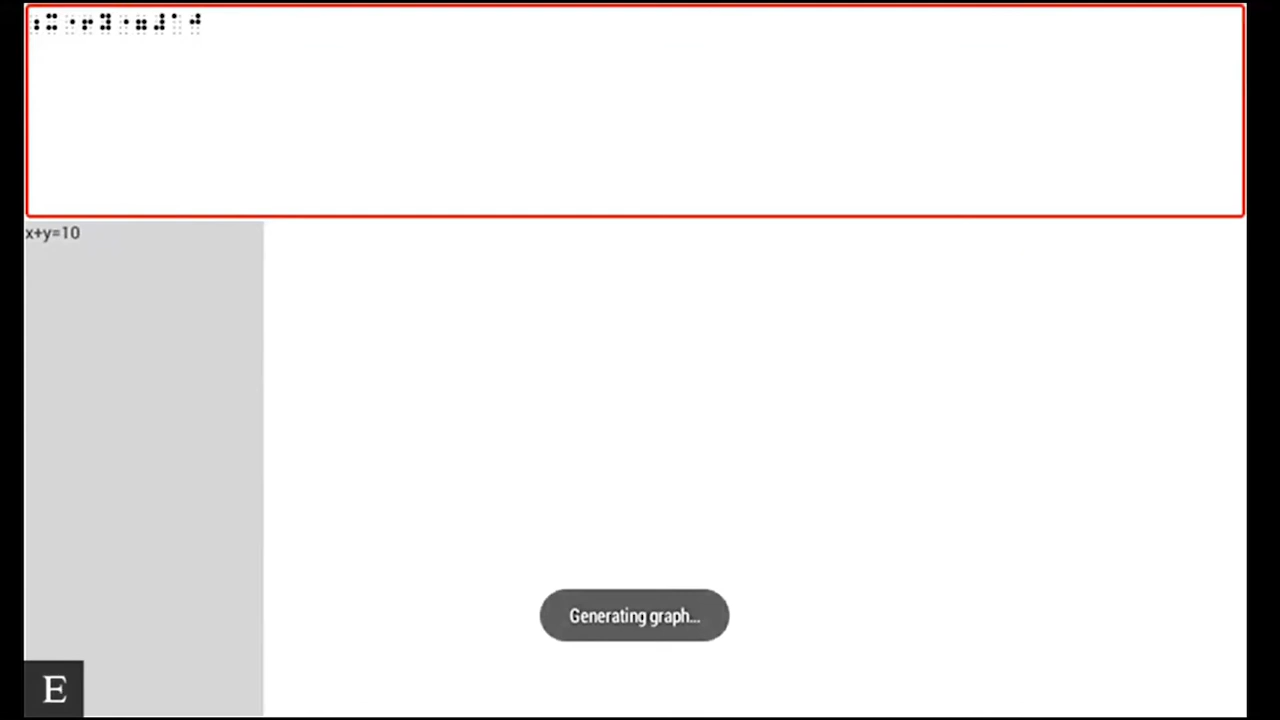 ⠰⠭⠐⠖⠽⠐⠶⠼⠁⠚
x+y=10
Generating graph...
E